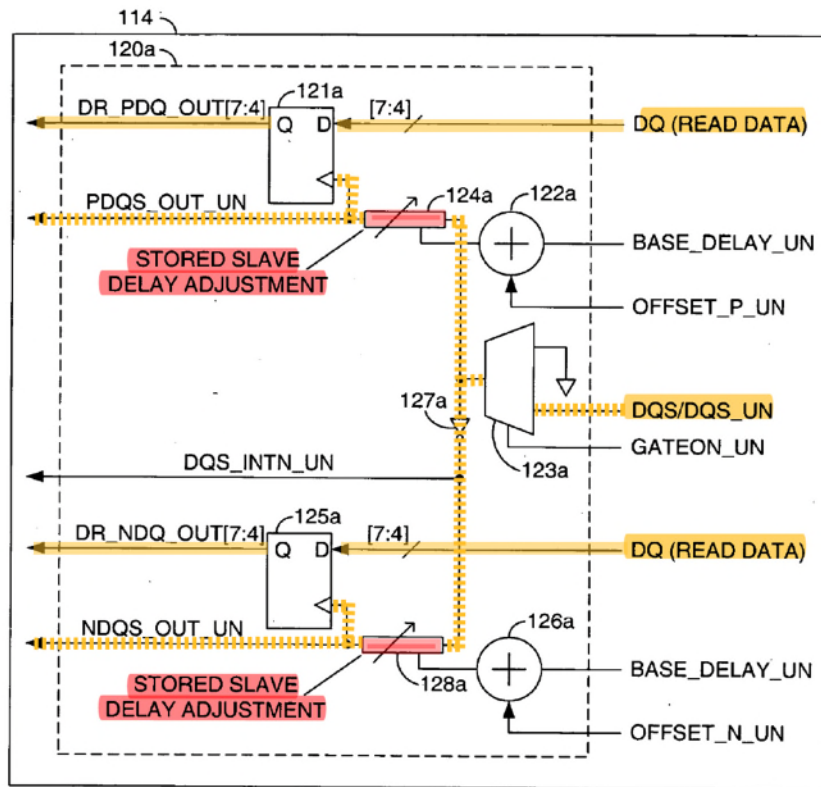 114
120a
121a
DR_PDQ_OUT[7:4]
Q D
[7:4]
DQ (READ DATA)
PDQS_OUT_UN
124a
122a
STORED SLAVE
DELAY ADJUSTMENT
+
BASE_DELAY_UN
OFFSET_P_UN
127a
DQS/DQS_UN
GATEON_UN
123a
DQS_INTN_UN
125a
DR_NDQ_OUT[7:4]
Q D
[7:4]
DQ (READ DATA)
NDQS_OUT_UN
126a
STORED SLAVE
DELAY ADJUSTMENT
128a
+
BASE_DELAY_UN
OFFSET_N_UN